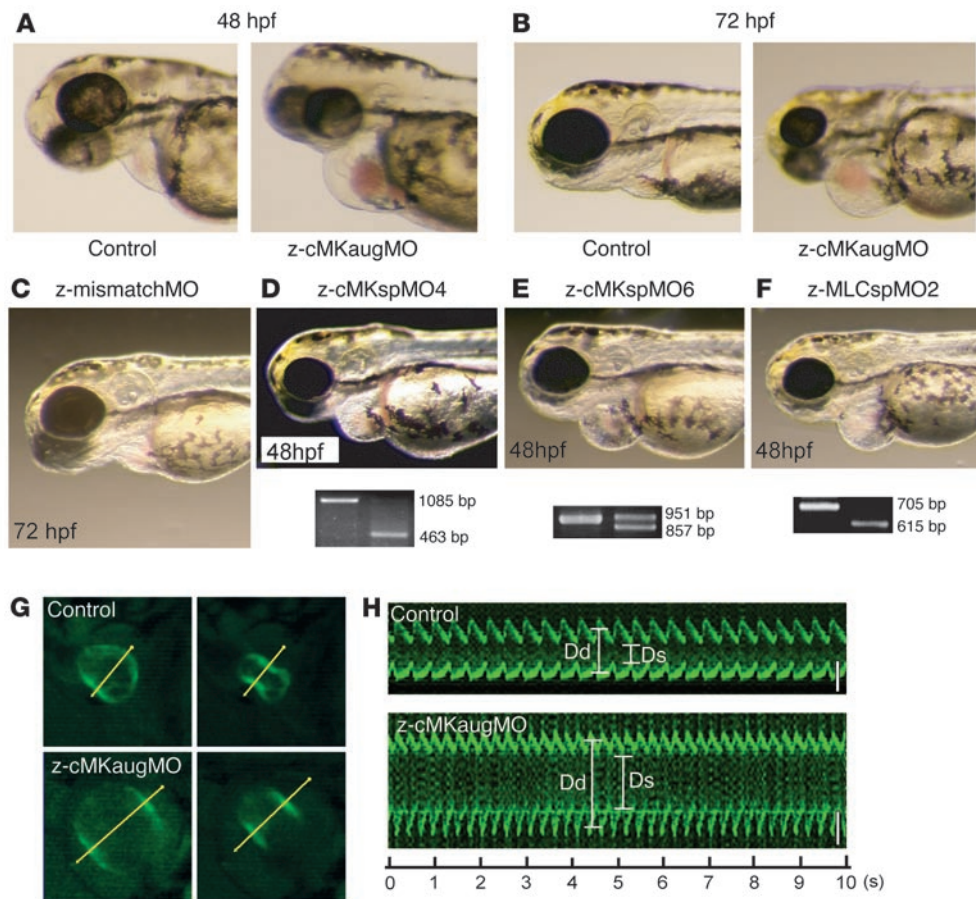 A 48 hpf
B 72 hpf
Control
z-cMKaugMO
Control
z-cMKaugMO
C z-mismatchMO
72 hpf
D z-cMKspMO4
48hpf
1085 bp
463 bp
E z-cMKspMO6
48hpf
951 bp
857 bp
F z-MLCspMO2
48hpf
705 bp
615 bp
G
Control
z-cMKaugMO
H
Control
Dd
Ds
z-cMKaugMO
Dd
Ds
0 1 2 3 4 5 6 7 8 9 10 (s)